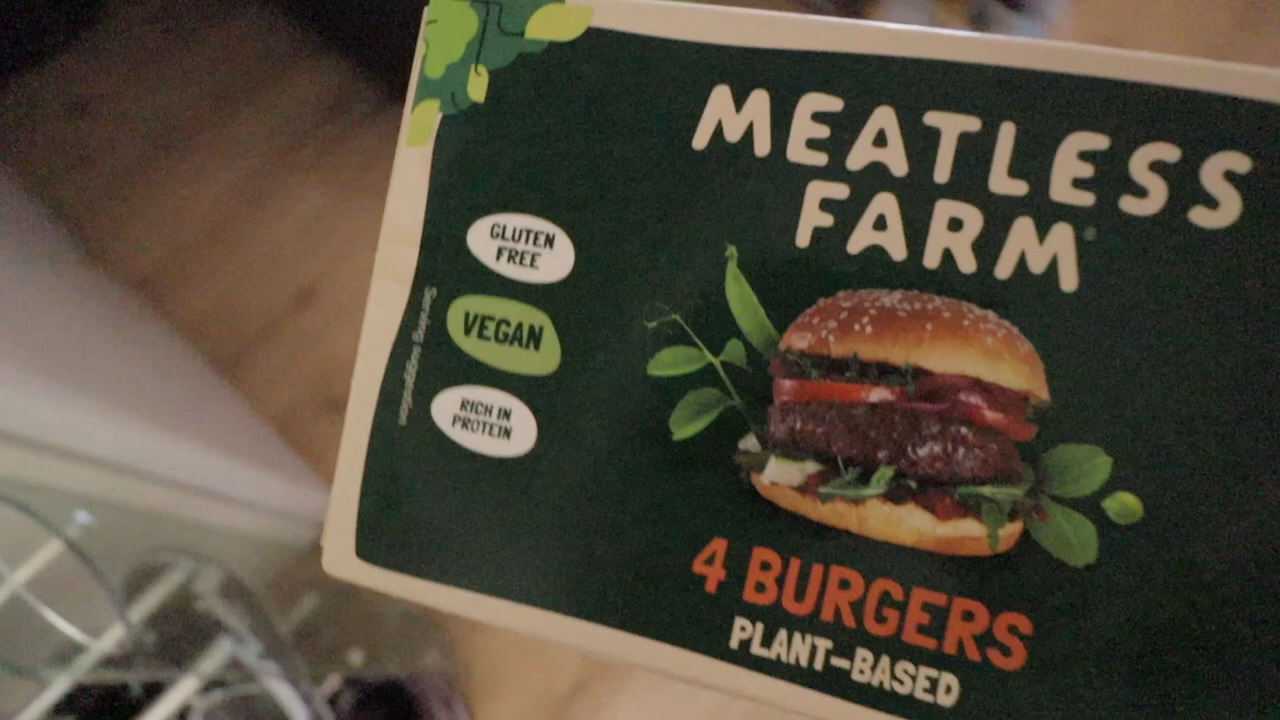 MEATLESS
FARM
GLUTEN
FREE
VEGAN
RICH IN
PROTEIN
Serving suggestion
4 BURGERS
PLANT-BASED